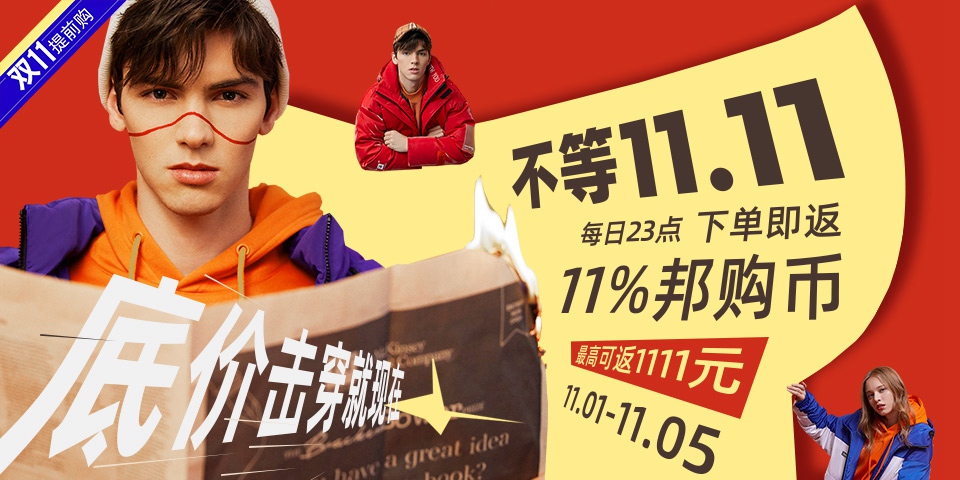 双11提前购
不等11.11
每日23点 下单即返
11%邦购币
最高可返1111元
11.01-11.05
底价击穿就现在
have a great idea
book?